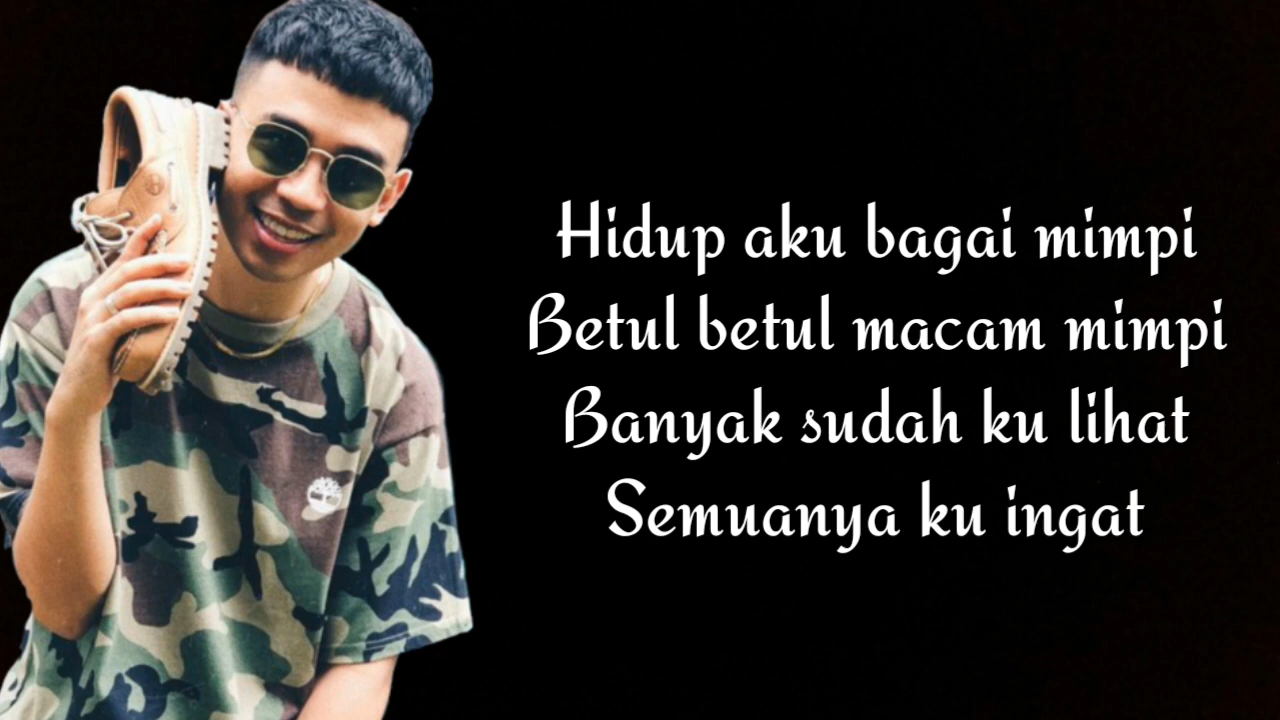 Hidup aku bagai mimpi
Betul betul macam mimpi
Banyak sudah ku lihat
Semuanya ku ingat